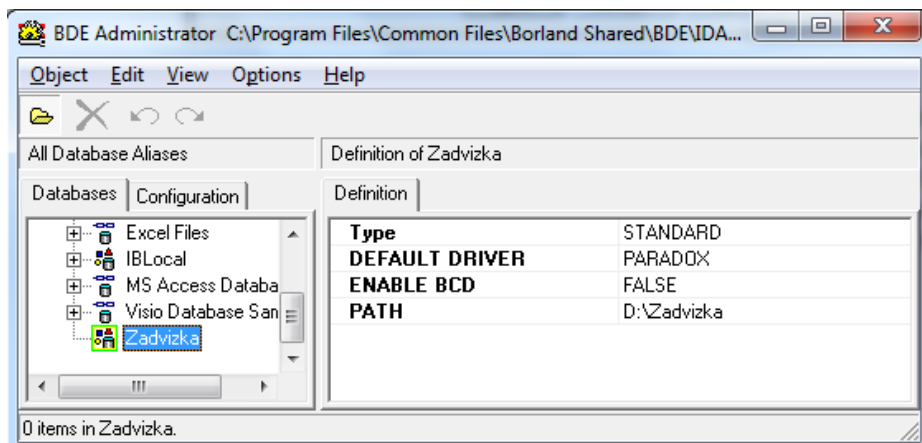 BDE Administrator C:\Program Files\Common Files\Borland Shared\BDE\IDA...
Object Edit View Options Help
All Database Aliases
Definition of Zadvizka
Databases Configuration
Definition
Excel Files
IBLocal
MS Access Databa
Visio Database San
Zadvizka
Type STANDARD
DEFAULT DRIVER PARADOX
ENABLE BCD FALSE
PATH D:\Zadvizka
0 items in Zadvizka.